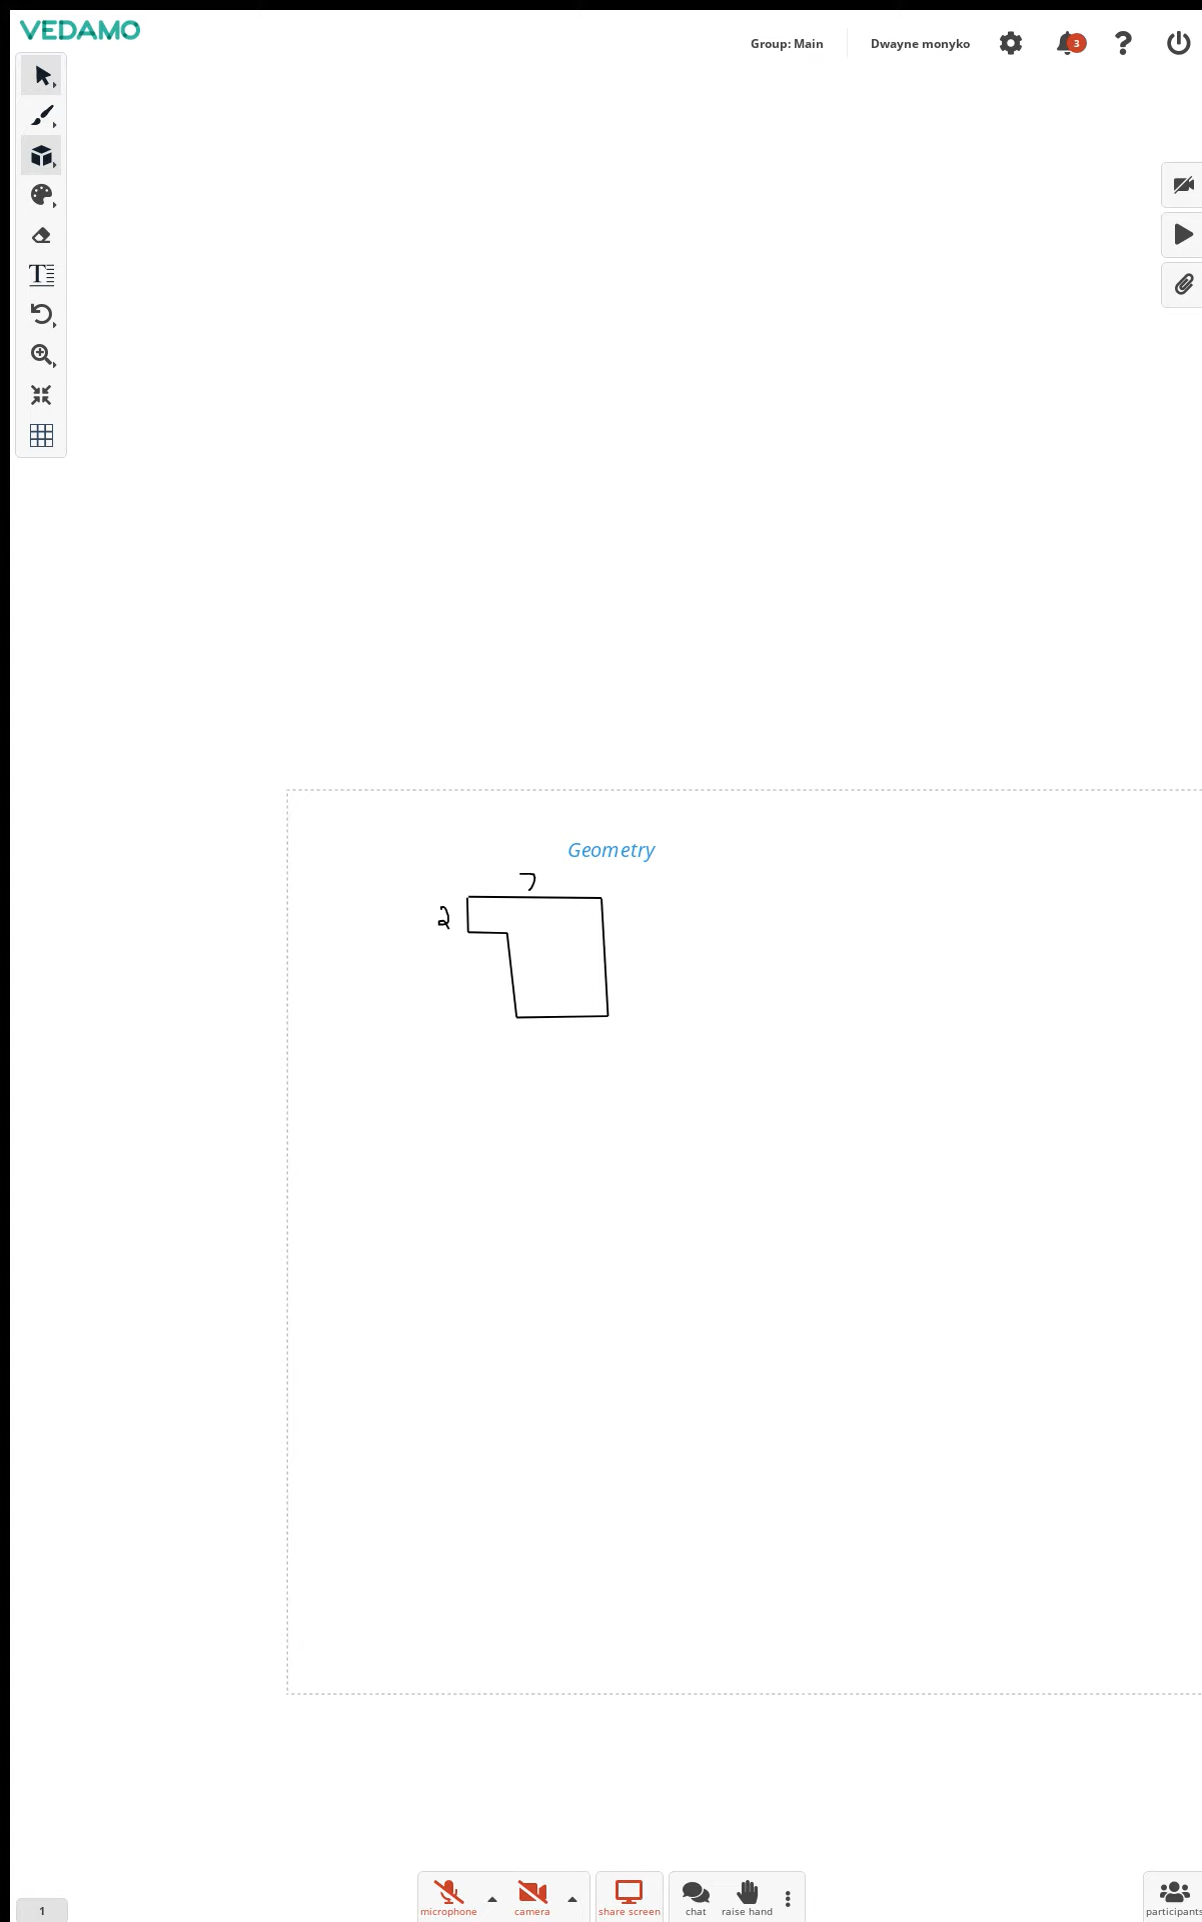 VEDAMO
Group: Main
Dwayne monyko
3
Geometry
7
2
microphone
camera
share screen
chat
raise hand
participants
1